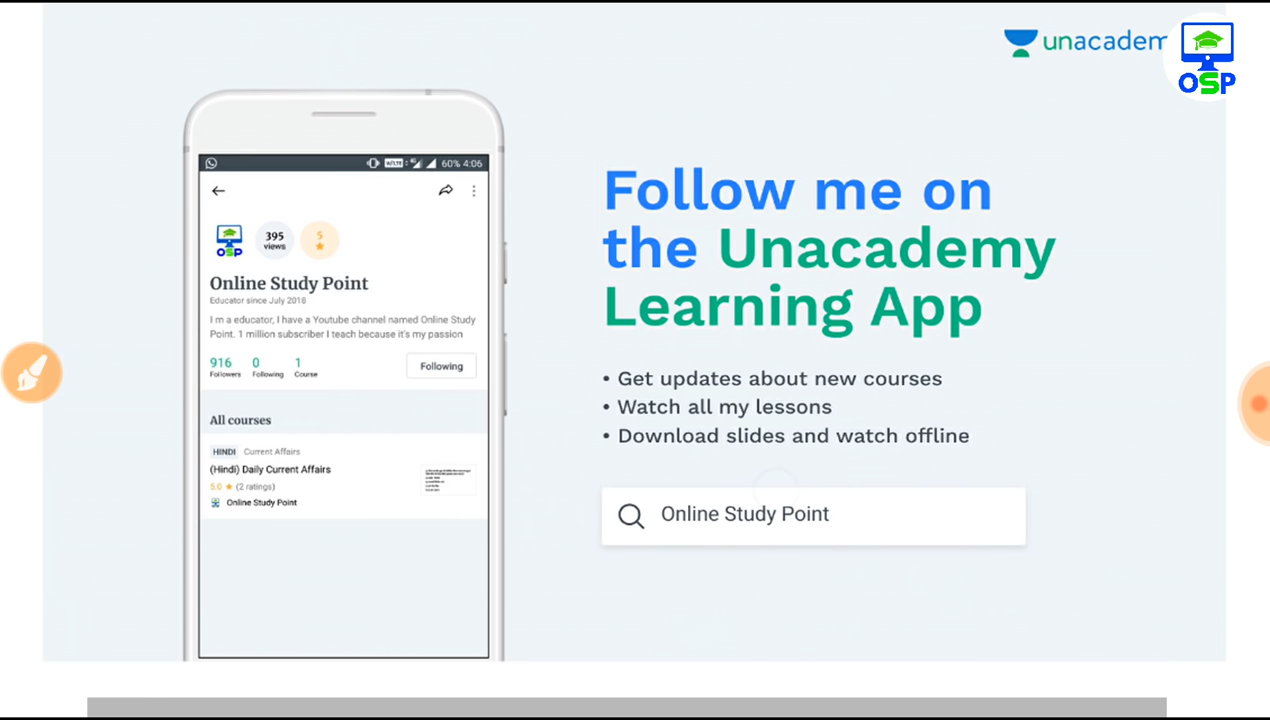 unacadem
OSP
VoLTE 4G 60% 4:06
OSP
395
views
5
Online Study Point
Educator since July 2018
I m a educator, I have a Youtube channel named Online Study
Point. 1 million subscriber I teach because it's my passion
916 0 1
Followers Following Course
Following
All courses
HINDI Current Affairs
(Hindi) Daily Current Affairs
5.0 ★ (2 ratings)
Online Study Point
Follow me on
the Unacademy
Learning App
• Get updates about new courses
• Watch all my lessons
• Download slides and watch offline
Online Study Point